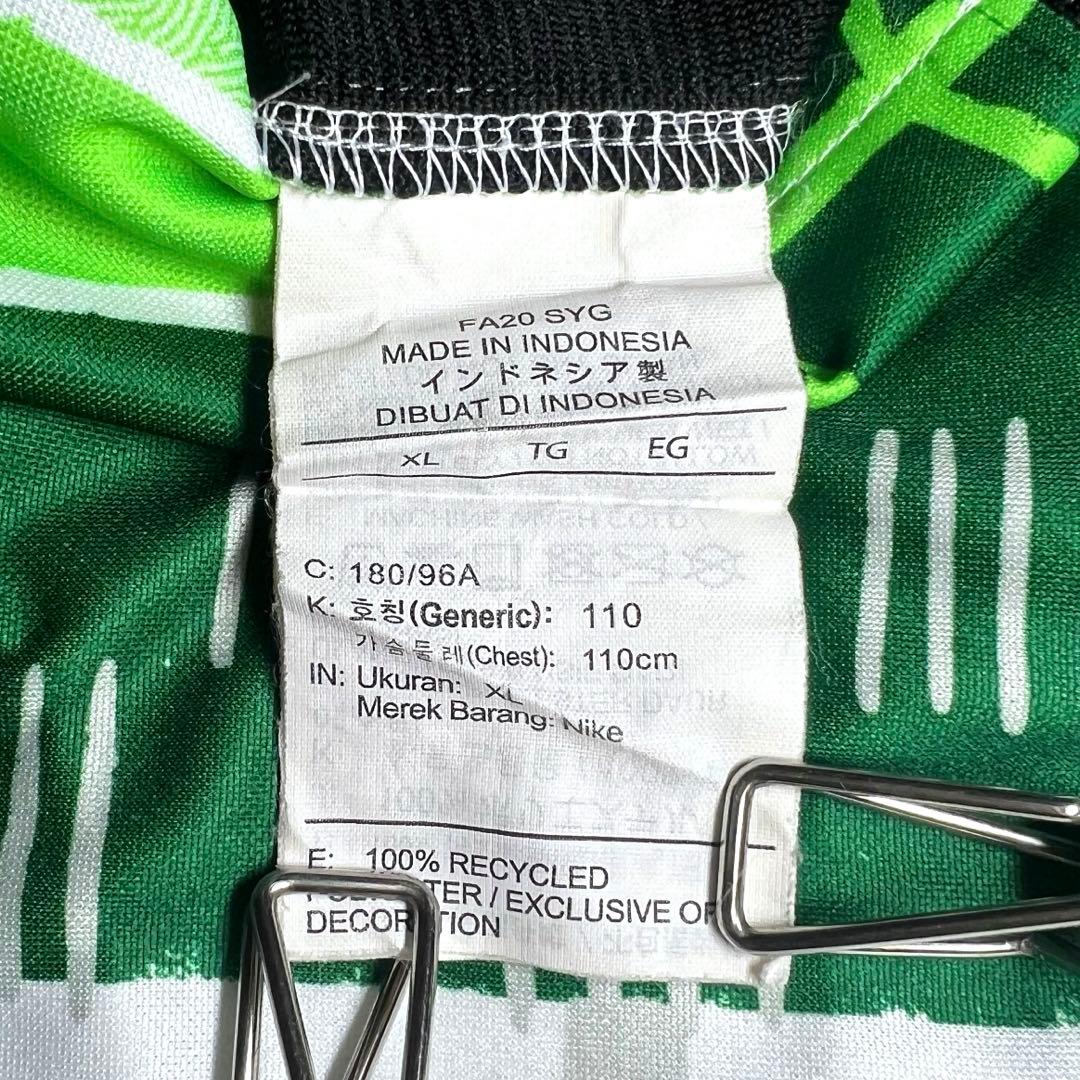 FA20 SYG
MADE IN INDONESIA
インドネシア製
DIBUAT DI INDONESIA
XL TG EG
C: 180/96A
K: 호칭(Generic): 110
가슴둘레(Chest): 110cm
IN: Ukuran: XL
Merek Barang: Nike
E: 100% RECYCLED
/ EXCLUSIVE OF
DECORATION